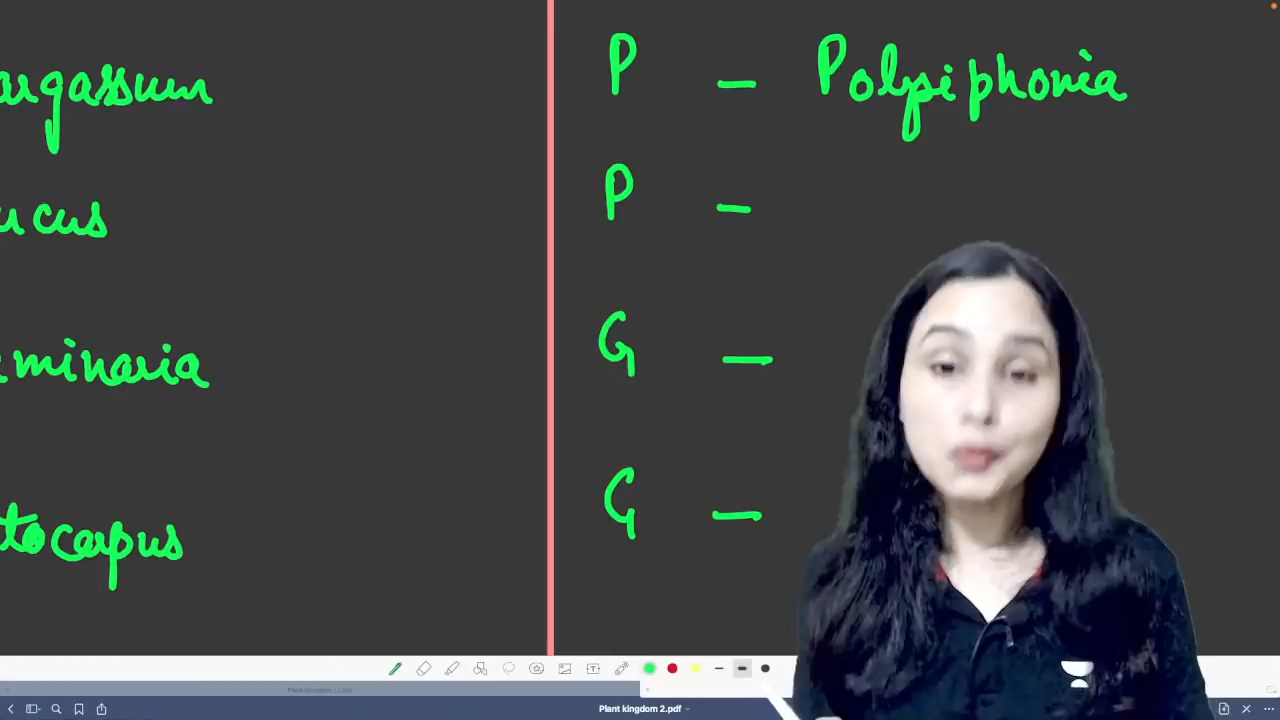 argassum
P - Polysiphonia
ucus
P -
minaria
G -
tocarpus
G -
Plant kingdom 2.pdf